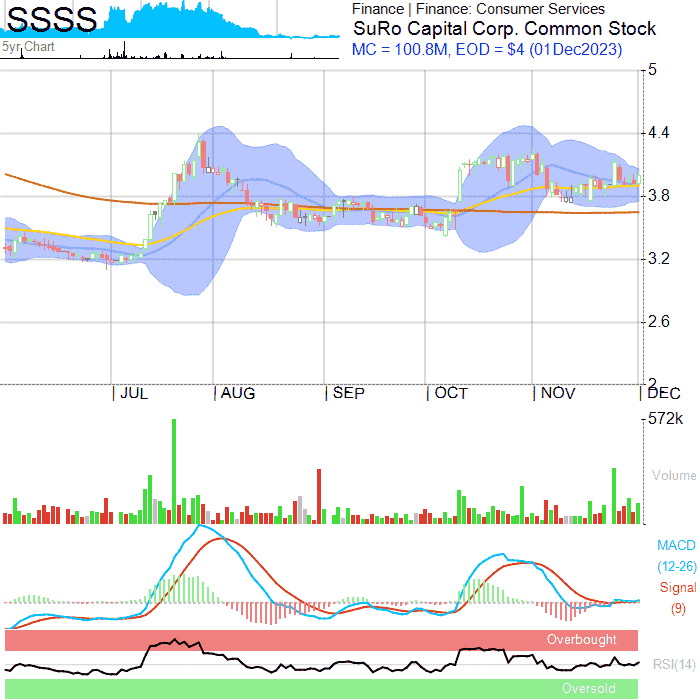 SSSS
5yr Chart
Finance | Finance: Consumer Services
SuRo Capital Corp. Common Stock
MC = 100.8M, EOD = $4 (01Dec2023)
5
4.4
3.8
3.2
2.6
2
JUL AUG SEP OCT NOV DEC
572k
Volume
MACD
(12-26)
Signal
(9)
Overbought
RSI(14)
Oversold